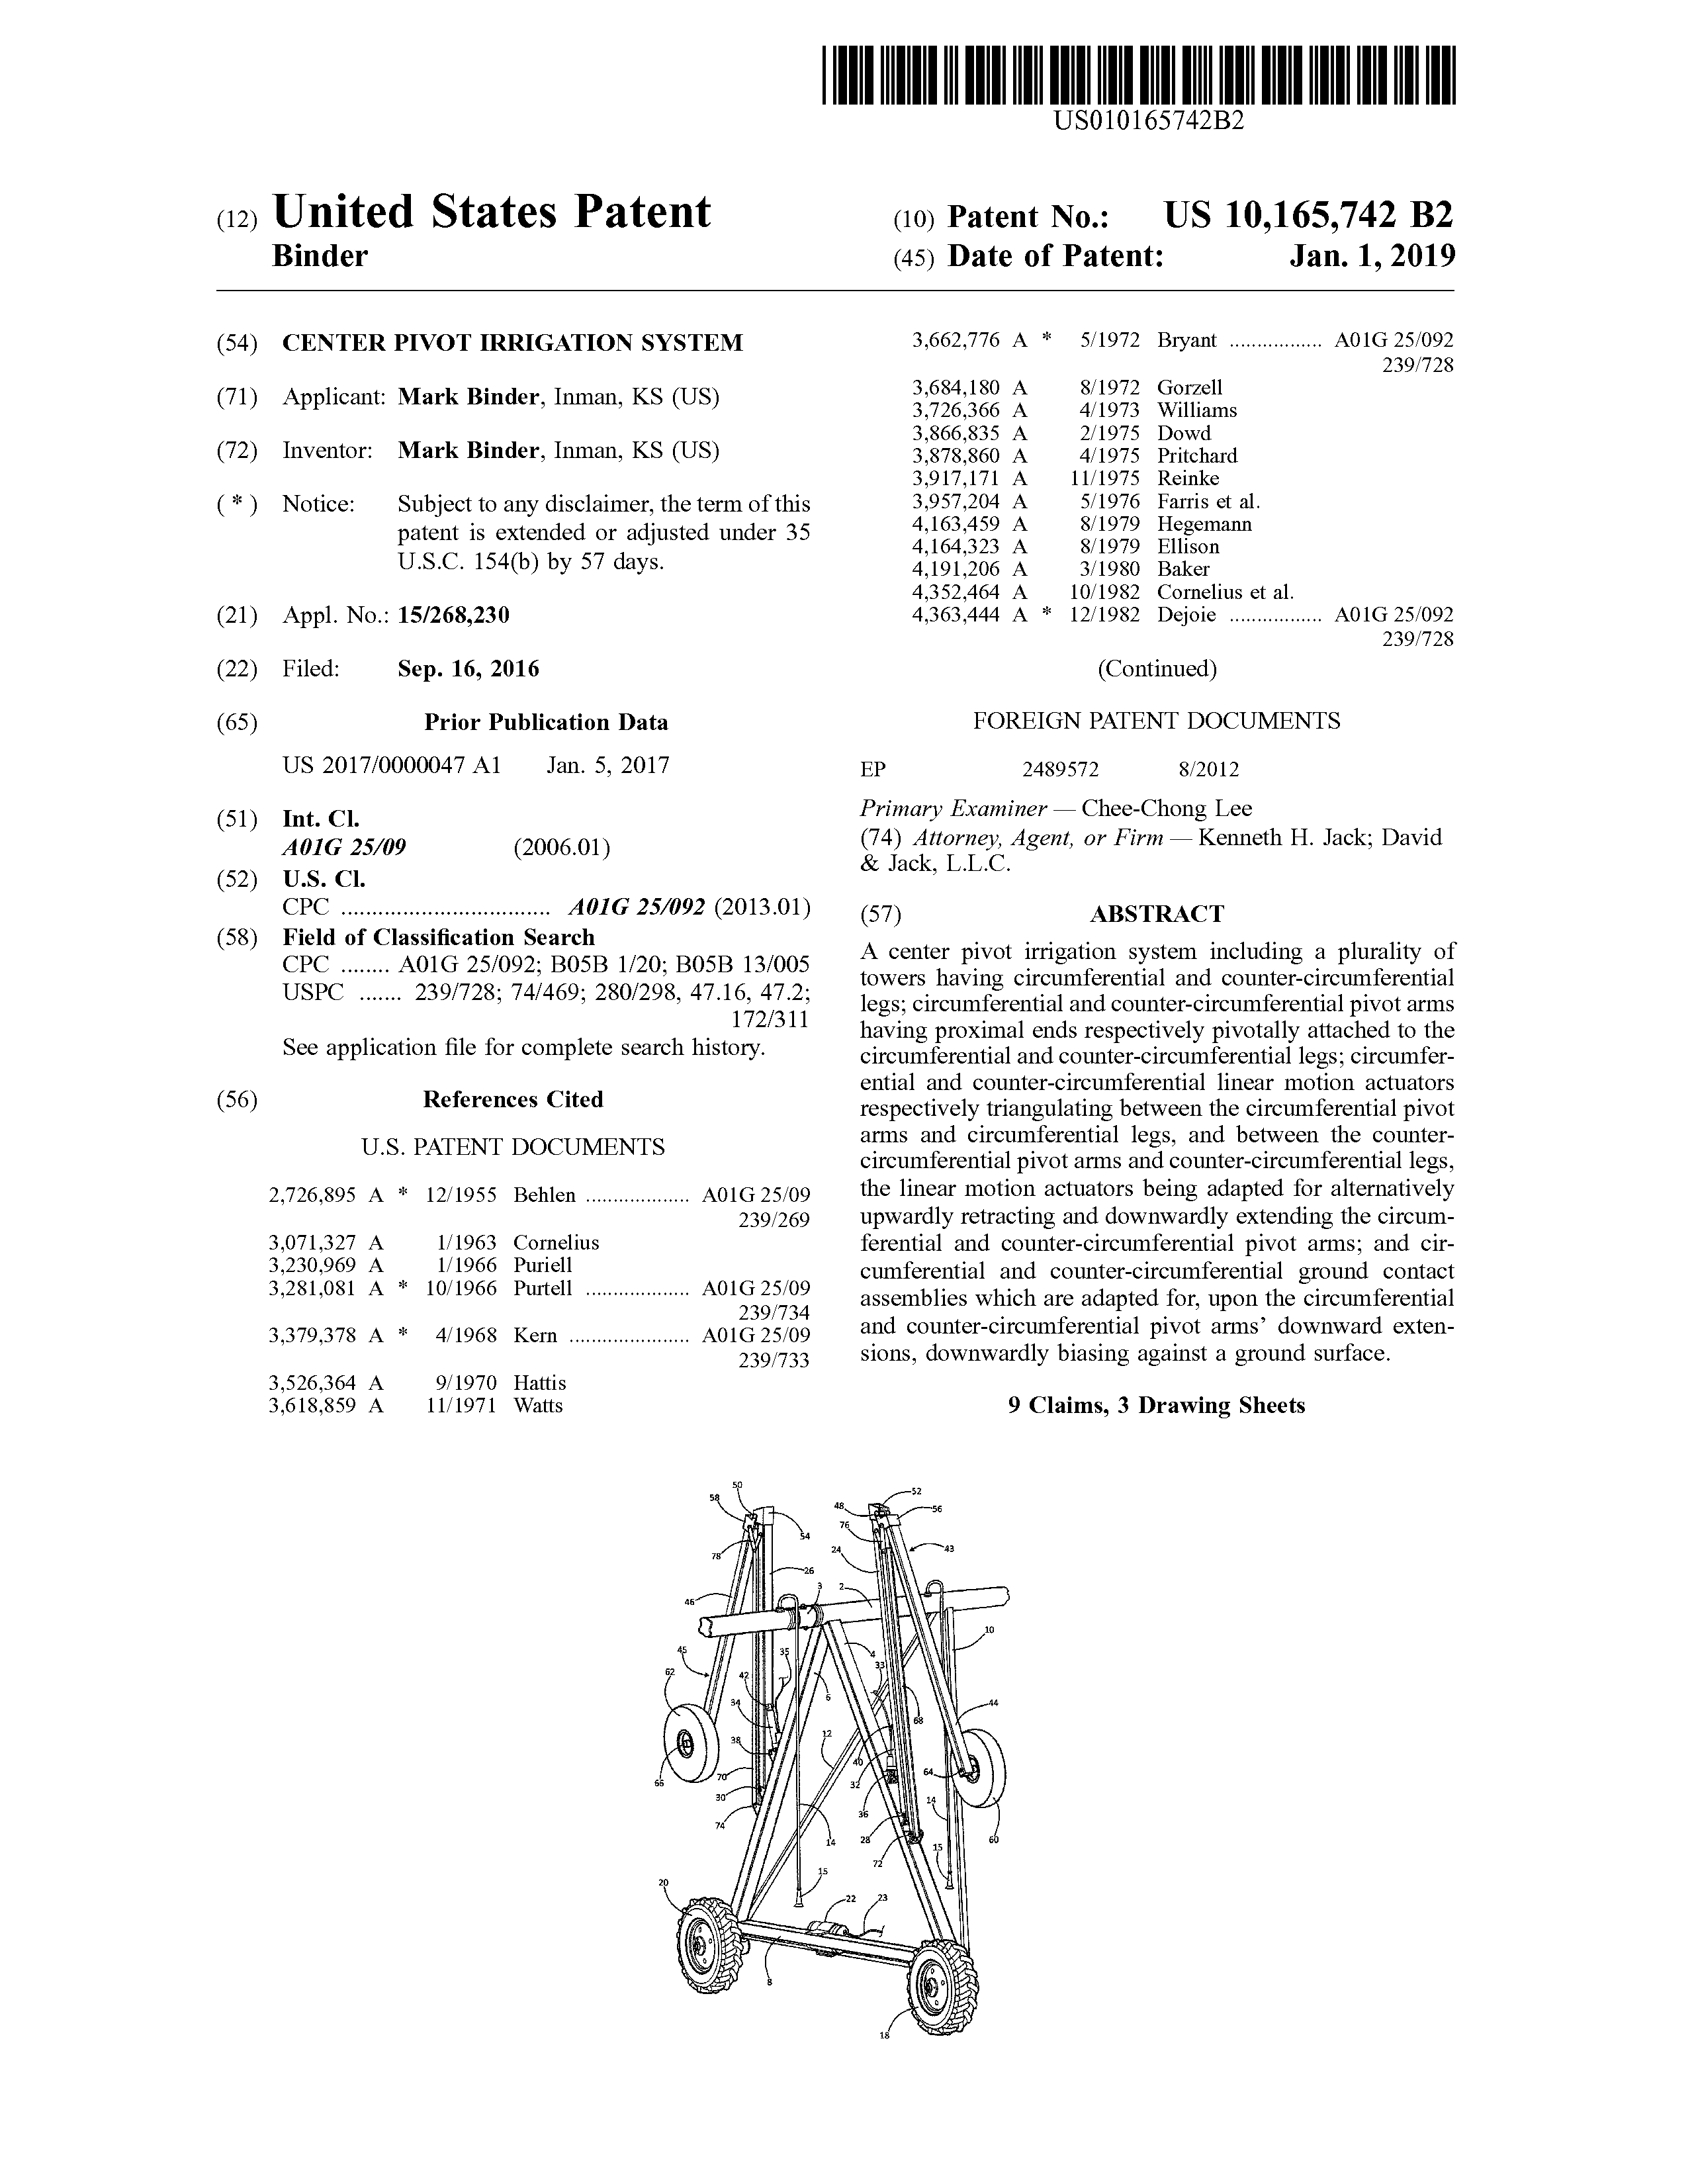 US010165742B2
(12) United States Patent
Binder
(10) Patent No.: US 10,165,742 B2
(45) Date of Patent: Jan. 1, 2019
(54) CENTER PIVOT IRRIGATION SYSTEM
(71) Applicant: Mark Binder, Inman, KS (US)
(72) Inventor: Mark Binder, Inman, KS (US)
( * ) Notice: Subject to any disclaimer, the term of this
patent is extended or adjusted under 35
U.S.C. 154(b) by 57 days.
(21) Appl. No.: 15/268,230
(22) Filed: Sep. 16, 2016
(65) Prior Publication Data
US 2017/0000047 A1 Jan. 5, 2017
(51) Int. Cl.
A01G 25/09 (2006.01)
(52) U.S. Cl.
CPC .................................. A01G 25/092 (2013.01)
(58) Field of Classification Search
CPC ........ A01G 25/092; B05B 1/20; B05B 13/005
USPC ....... 239/728; 74/469; 280/298, 47.16, 47.2;
172/311
See application file for complete search history.
(56) References Cited
U.S. PATENT DOCUMENTS
2,726,895 A * 12/1955 Behlen ................... A01G 25/09
239/269
3,071,327 A 1/1963 Cornelius
3,230,969 A 1/1966 Puriell
3,281,081 A * 10/1966 Purtell ................... A01G 25/09
239/734
3,379,378 A * 4/1968 Kern ...................... A01G 25/09
239/733
3,526,364 A 9/1970 Hattis
3,618,859 A 11/1971 Watts
3,662,776 A * 5/1972 Bryant ................. A01G 25/092
239/728
3,684,180 A 8/1972 Gorzell
3,726,366 A 4/1973 Williams
3,866,835 A 2/1975 Dowd
3,878,860 A 4/1975 Pritchard
3,917,171 A 11/1975 Reinke
3,957,204 A 5/1976 Farris et al.
4,163,459 A 8/1979 Hegemann
4,164,323 A 8/1979 Ellison
4,191,206 A 3/1980 Baker
4,352,464 A 10/1982 Cornelius et al.
4,363,444 A * 12/1982 Dejoie ................. A01G 25/092
239/728
(Continued)
FOREIGN PATENT DOCUMENTS
EP 2489572 8/2012
Primary Examiner — Chee-Chong Lee
(74) Attorney, Agent, or Firm — Kenneth H. Jack; David
& Jack, L.L.C.
(57) ABSTRACT
A center pivot irrigation system including a plurality of
towers having circumferential and counter-circumferential
legs; circumferential and counter-circumferential pivot arms
having proximal ends respectively pivotally attached to the
circumferential and counter-circumferential legs; circumfer-
ential and counter-circumferential linear motion actuators
respectively triangulating between the circumferential pivot
arms and circumferential legs, and between the counter-
circumferential pivot arms and counter-circumferential legs,
the linear motion actuators being adapted for alternatively
upwardly retracting and downwardly extending the circum-
ferential and counter-circumferential pivot arms; and cir-
cumferential and counter-circumferential ground contact
assemblies which are adapted for, upon the circumferential
and counter-circumferential pivot arms' downward exten-
sions, downwardly biasing against a ground surface.
9 Claims, 3 Drawing Sheets
50
52
58
48
56
54
76
78
24
43
26
3
2
46
10
4
45
35
33
62
42
6
44
34
68
12
38
40
64
70
66
32
30
14
36
74
28
60
14
15
72
15
20
22
23
8
18